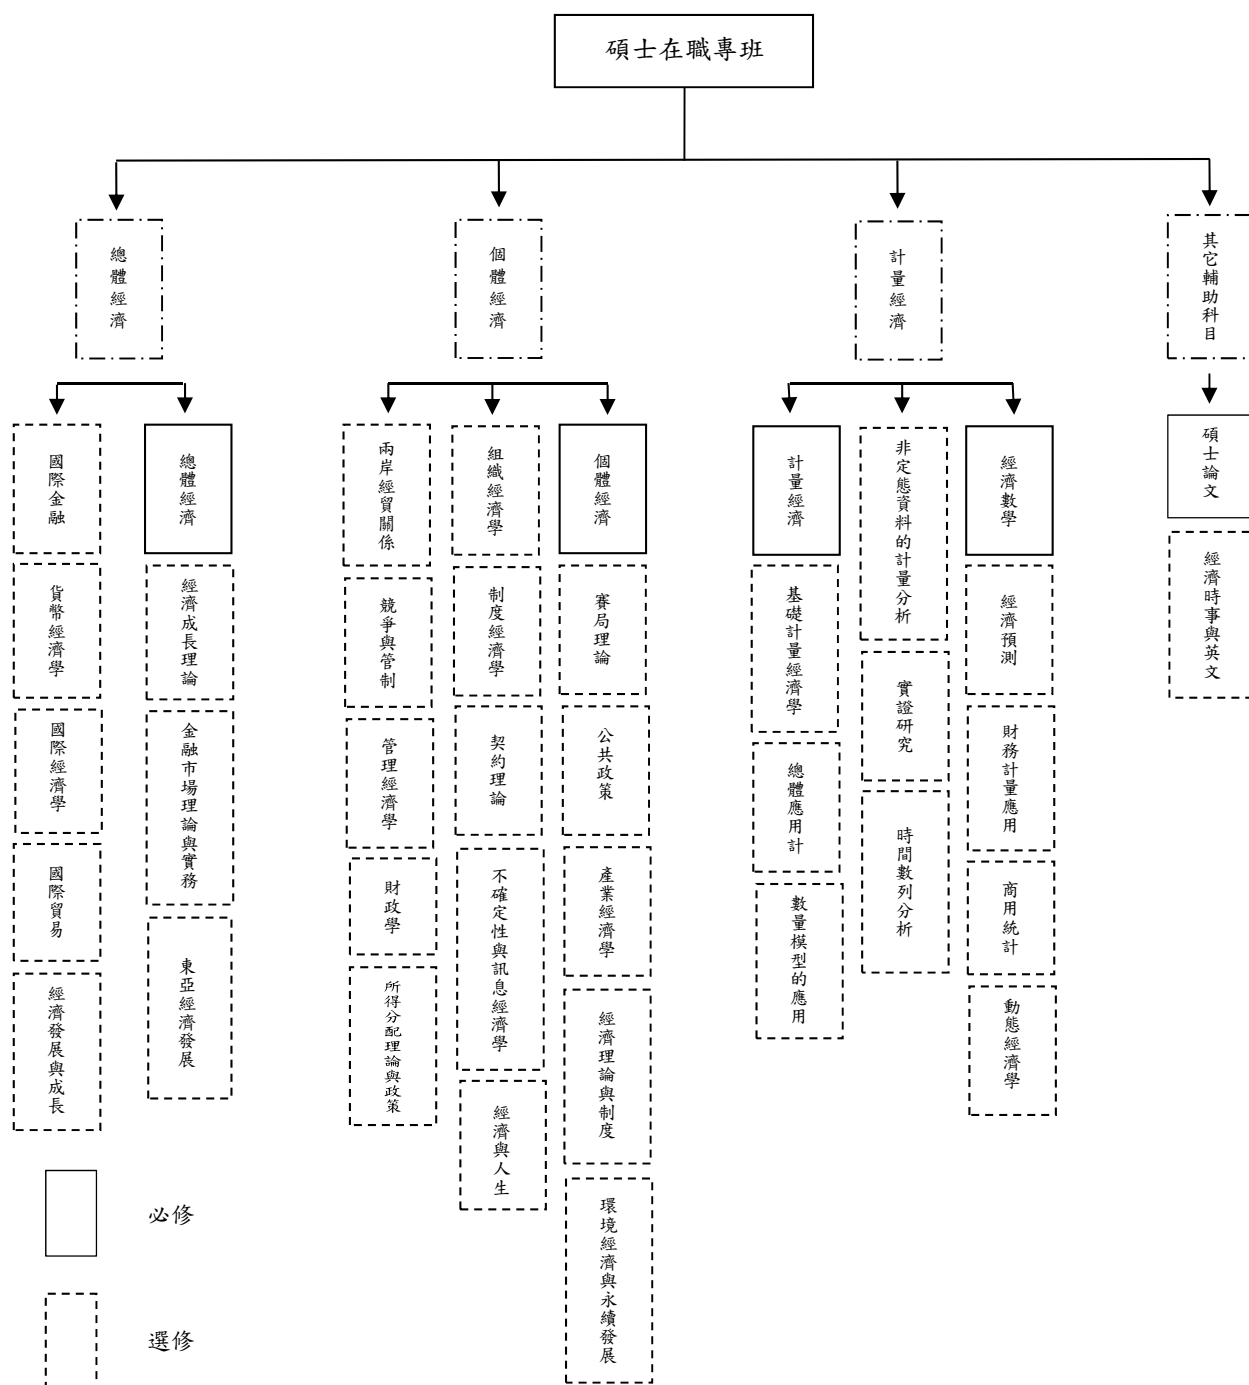 碩士在職專班
總體經濟
個體經濟
計量經濟
其它輔助科目
國際金融
貨幣經濟學
國際經濟學
國際貿易
經濟發展與成長
總體經濟
經濟成長理論
金融市場理論與實務
東亞經濟發展
兩岸經貿關係
競爭與管制
管理經濟學
財政學
所得分配理論與政策
組織經濟學
制度經濟學
契約理論
不確定性與訊息經濟學
經濟與人生
個體經濟
賽局理論
公共政策
產業經濟學
經濟理論與制度
環境經濟與永續發展
計量經濟
基礎計量經濟學
總體應用計
數量模型的應用
非定態資料的計量分析
實證研究
時間數列分析
經濟數學
經濟預測
財務計量應用
商用統計
動態經濟學
碩士論文
經濟時事與英文
必修
選修